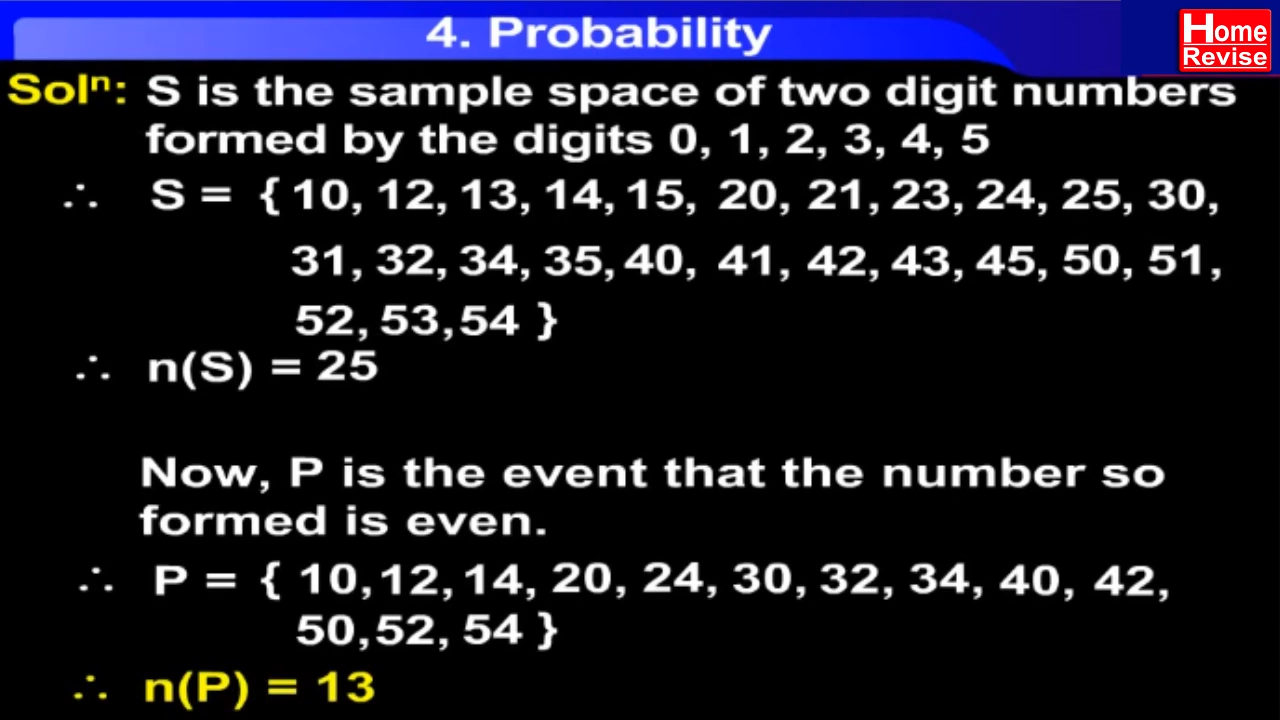 4. Probability
Home
Revise
Solⁿ: S is the sample space of two digit numbers
formed by the digits 0, 1, 2, 3, 4, 5
∴ S = { 10, 12, 13, 14, 15, 20, 21, 23, 24, 25, 30,
31, 32, 34, 35, 40, 41, 42, 43, 45, 50, 51,
52, 53, 54 }
∴ n(S) = 25
Now, P is the event that the number so
formed is even.
∴ P = { 10, 12, 14, 20, 24, 30, 32, 34, 40, 42,
50, 52, 54 }
∴ n(P) = 13